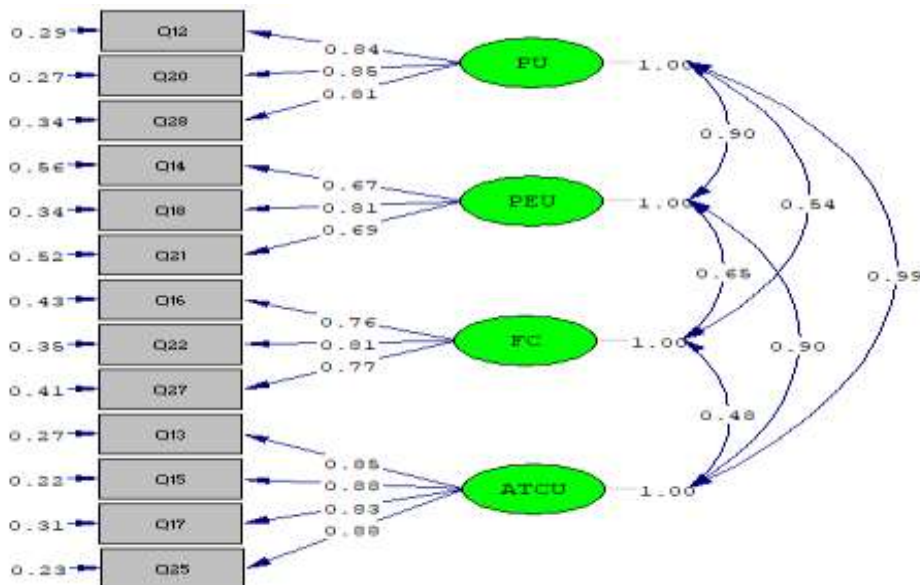 0.29 Q12
0.84 PU 1.00
0.27 Q20
0.85
0.81
0.34 Q28
0.90
0.56 Q14
0.67
0.34 Q18
0.81 PEU 1.00 0.54
0.69
0.52 Q21
0.65 0.99
0.43 Q16
0.76
0.35 Q22
0.81 FC 1.00 0.90
0.77
0.41 Q27
0.48
0.27 Q13
0.85
0.22 Q15
0.88 ATCU 1.00
0.83
0.31 Q17
0.88
0.23 Q25